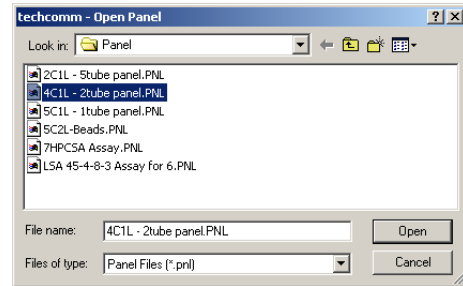 techcomm - Open Panel
Look in: Panel
2C1L - 5tube panel.PNL
4C1L - 2tube panel.PNL
5C1L - 1tube panel.PNL
5C2L-Beads.PNL
7HPCSA Assay.PNL
LSA 45-4-8-3 Assay for 6.PNL
File name: 4C1L - 2tube panel.PNL Open
Files of type: Panel Files (*.pnl) Cancel